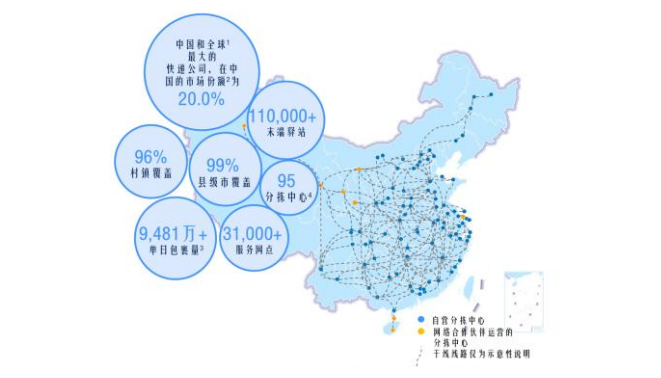 中国和全球¹
最大的
快递公司，在中
国的市场份额²为
20.0%
110,000+
末端驿站
96%
村镇覆盖
99%
县级市覆盖
95
分拣中心⁴
9,481万+
单日包裹量³
31,000+
服务网点
自营分拣中心
网络合作伙伴运营的
分拣中心
干线线路仅为示意性说明